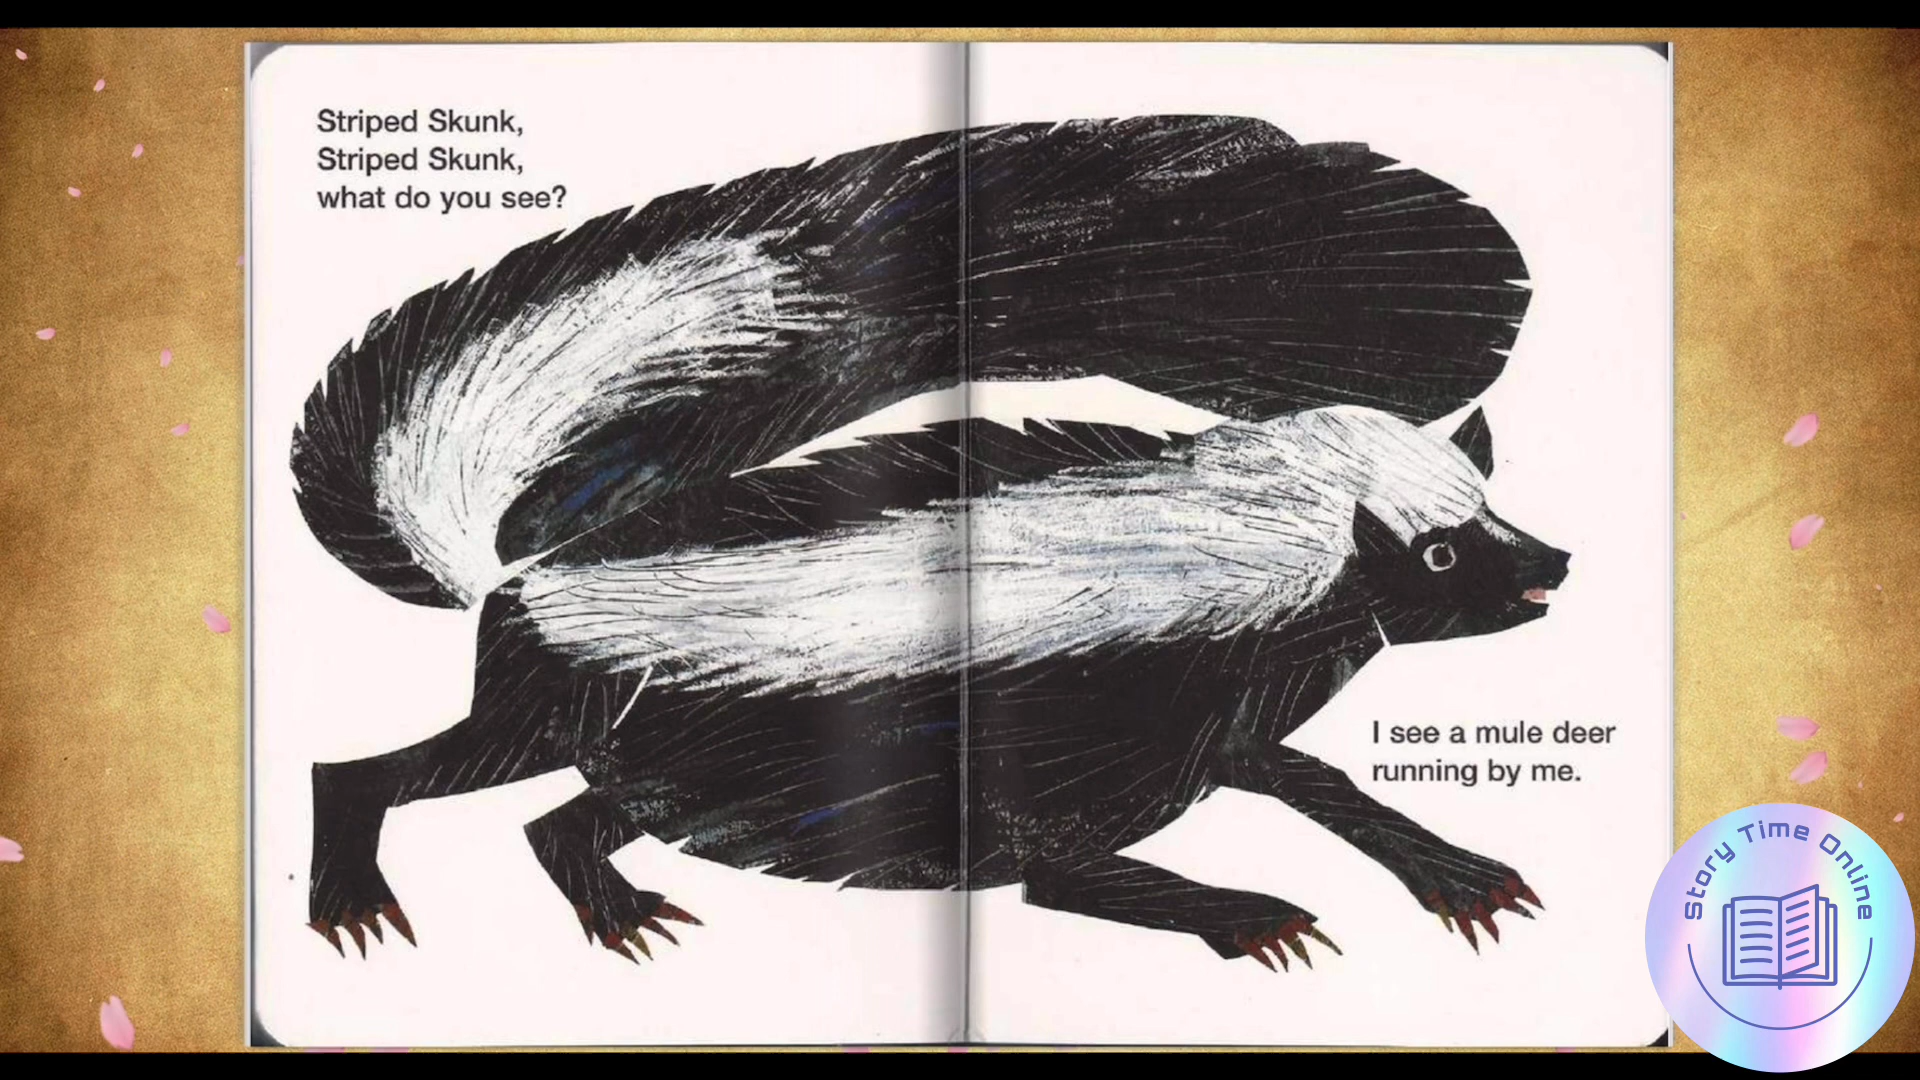 Striped Skunk,
Striped Skunk,
what do you see?
I see a mule deer
running by me.
Story Time Online